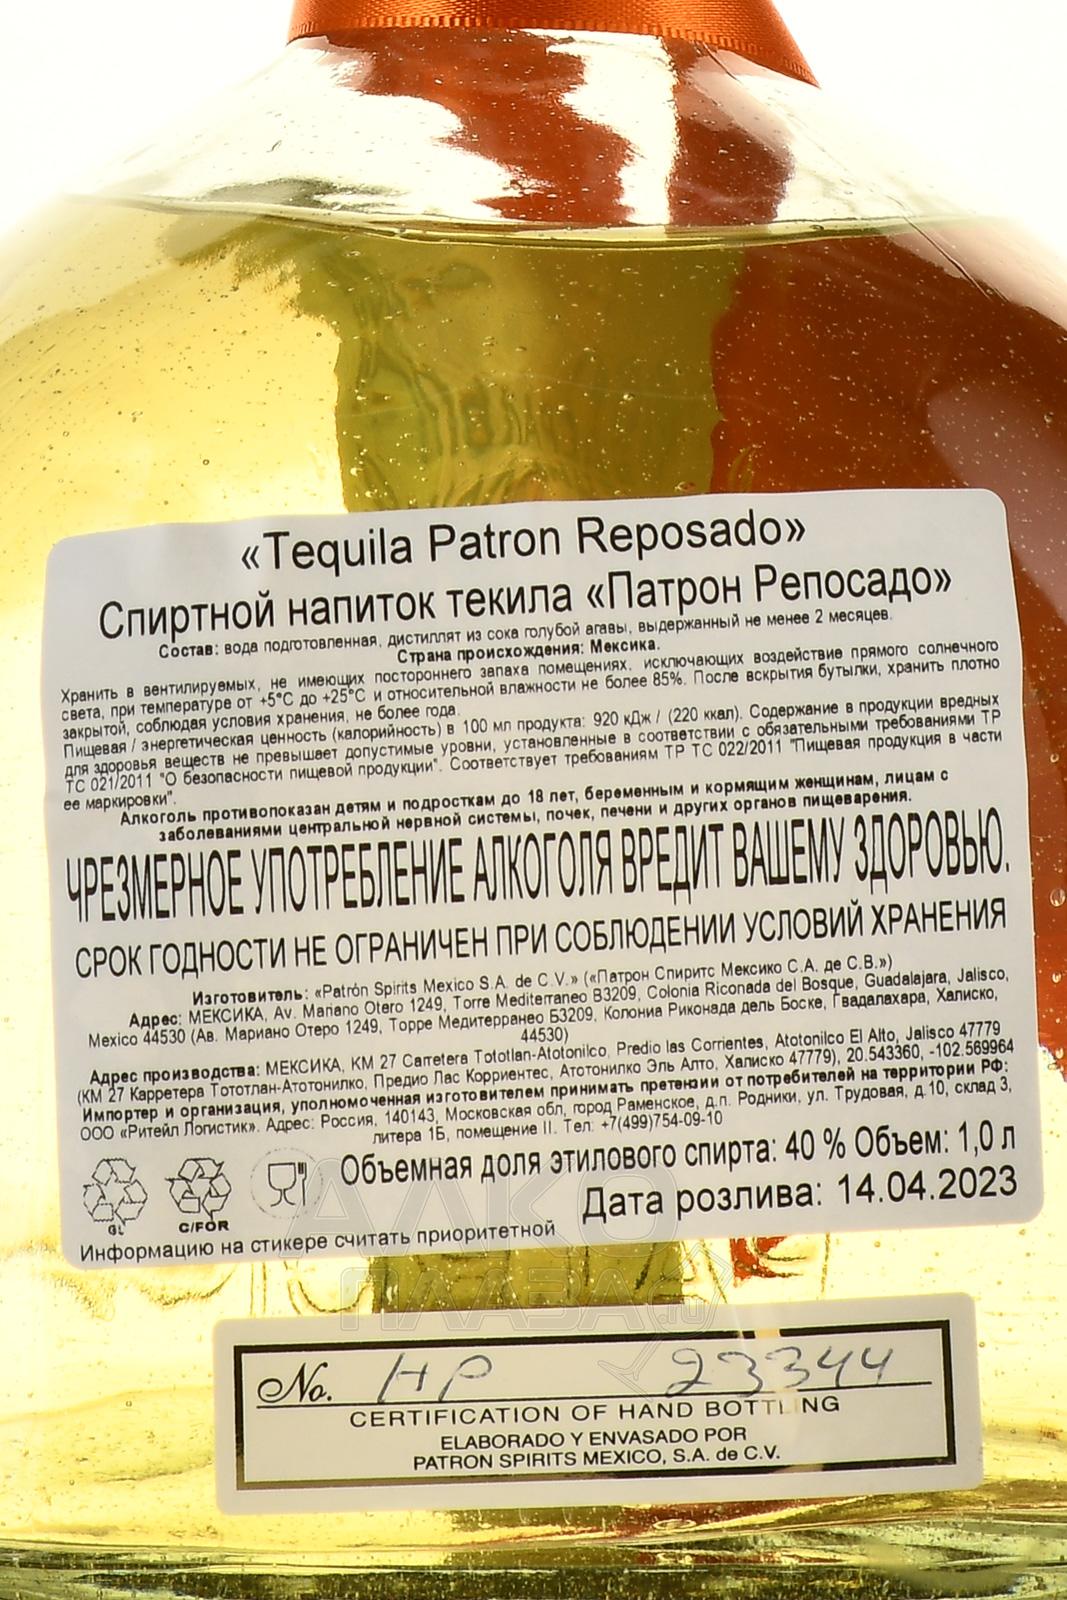 «Tequila Patron Reposado»
Спиртной напиток текила «Патрон Репосадо»
Состав: вода подготовленная, дистиллят из сока голубой агавы, выдержанный не менее 2 месяцев.
Страна происхождения: Мексика.
Хранить в вентилируемых, не имеющих постороннего запаха помещениях, исключающих воздействие прямого солнечного
света, при температуре от +5°С до +25°С и относительной влажности не более 85%. После вскрытия бутылки, хранить плотно
закрытой, соблюдая условия хранения, не более года.
Пищевая / энергетическая ценность (калорийность) в 100 мл продукта: 920 кДж / (220 ккал). Содержание в продукции вредных
для здоровья веществ не превышает допустимые уровни, установленные в соответствии с обязательными требованиями ТР
ТС 021/2011 "О безопасности пищевой продукции". Соответствует требованиям ТР ТС 022/2011 "Пищевая продукция в части
ее маркировки".
Алкоголь противопоказан детям и подросткам до 18 лет, беременным и кормящим женщинам, лицам с
заболеваниями центральной нервной системы, почек, печени и других органов пищеварения.
ЧРЕЗМЕРНОЕ УПОТРЕБЛЕНИЕ АЛКОГОЛЯ ВРЕДИТ ВАШЕМУ ЗДОРОВЬЮ.
СРОК ГОДНОСТИ НЕ ОГРАНИЧЕН ПРИ СОБЛЮДЕНИИ УСЛОВИЙ ХРАНЕНИЯ
Изготовитель: «Patrón Spirits Mexico S.A. de C.V.» («Патрон Спиритс Мексико С.А. де С.В.»)
Адрес: МЕКСИКА, Av. Mariano Otero 1249, Torre Mediterraneo B3209, Colonia Riconada del Bosque, Guadalajara, Jalisco,
Mexico 44530 (Ав. Мариано Отеро 1249, Торре Медитерранео Б3209, Колониа Риконада дель Боске, Гвадалахара, Халиско,
44530)
Адрес производства: МЕКСИКА, KM 27 Carretera Tototlan-Atotonilco, Predio las Corrientes, Atotonilco El Alto, Jalisco 47779
(КМ 27 Карретера Тототлан-Атотонилко, Предио Лас Корриентес, Атотонилко Эль Алто, Халиско 47779), 20.543360, -102.569964
Импортер и организация, уполномоченная изготовителем принимать претензии от потребителей на территории РФ:
ООО «Ритейл Логистик». Адрес: Россия, 140143, Московская обл, город Раменское, д.п. Родники, ул. Трудовая, д.10, склад 3,
литера 1Б, помещение II. Тел: +7(499)754-09-10
Объемная доля этилового спирта: 40 % Объем: 1,0 л
Дата розлива: 14.04.2023
GL C/FOR
Информацию на стикере считать приоритетной
АЛКО
ПЛАЗА.ru
No. HP 23344
CERTIFICATION OF HAND BOTTLING
ELABORADO Y ENVASADO POR
PATRON SPIRITS MEXICO, S.A. de C.V.